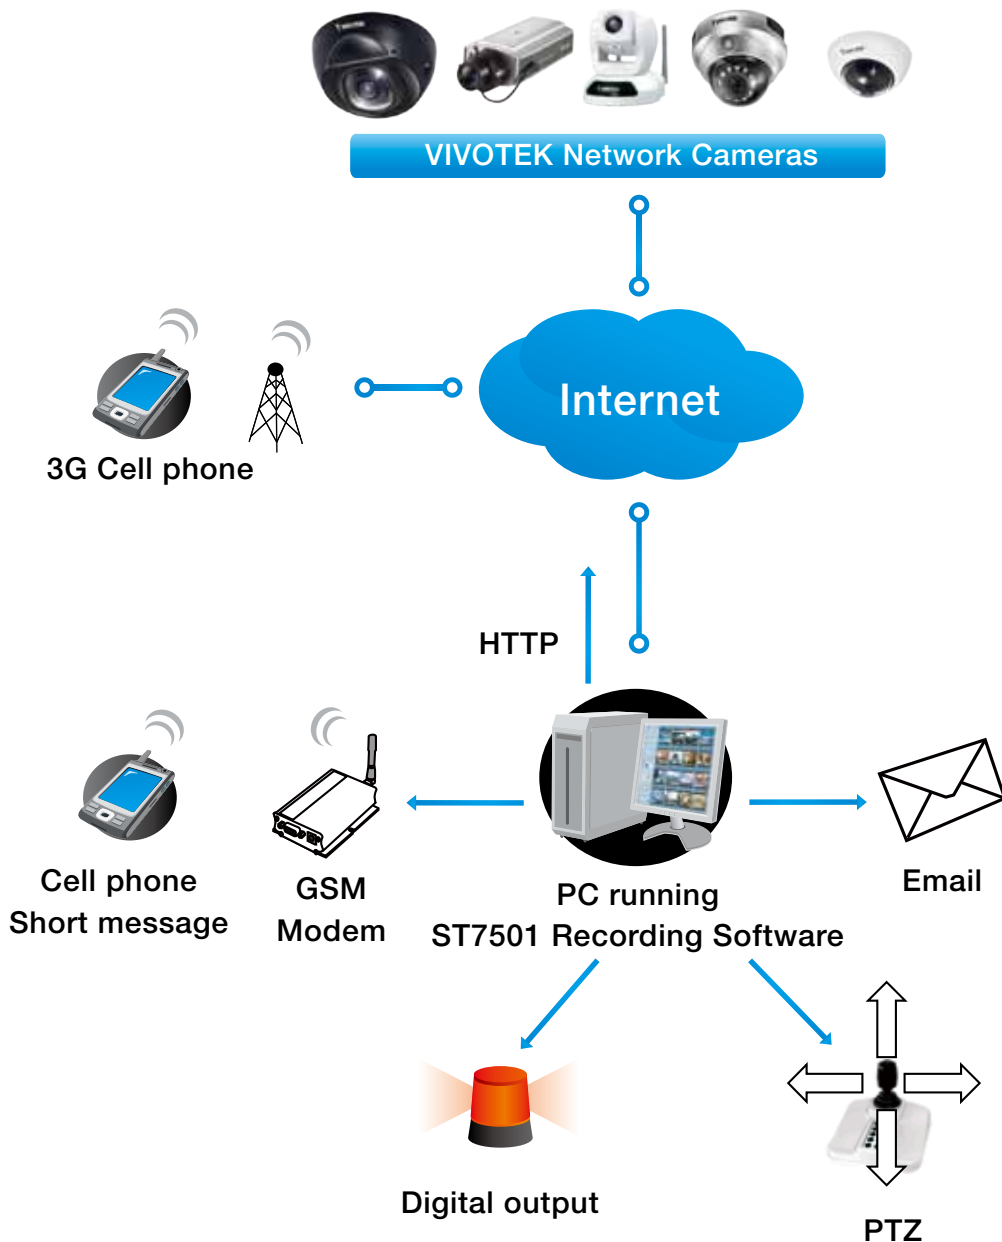 VIVOTEK Network Cameras
Internet
3G Cell phone
HTTP
Cell phone
Short message
GSM
Modem
PC running
ST7501 Recording Software
Email
Digital output
PTZ